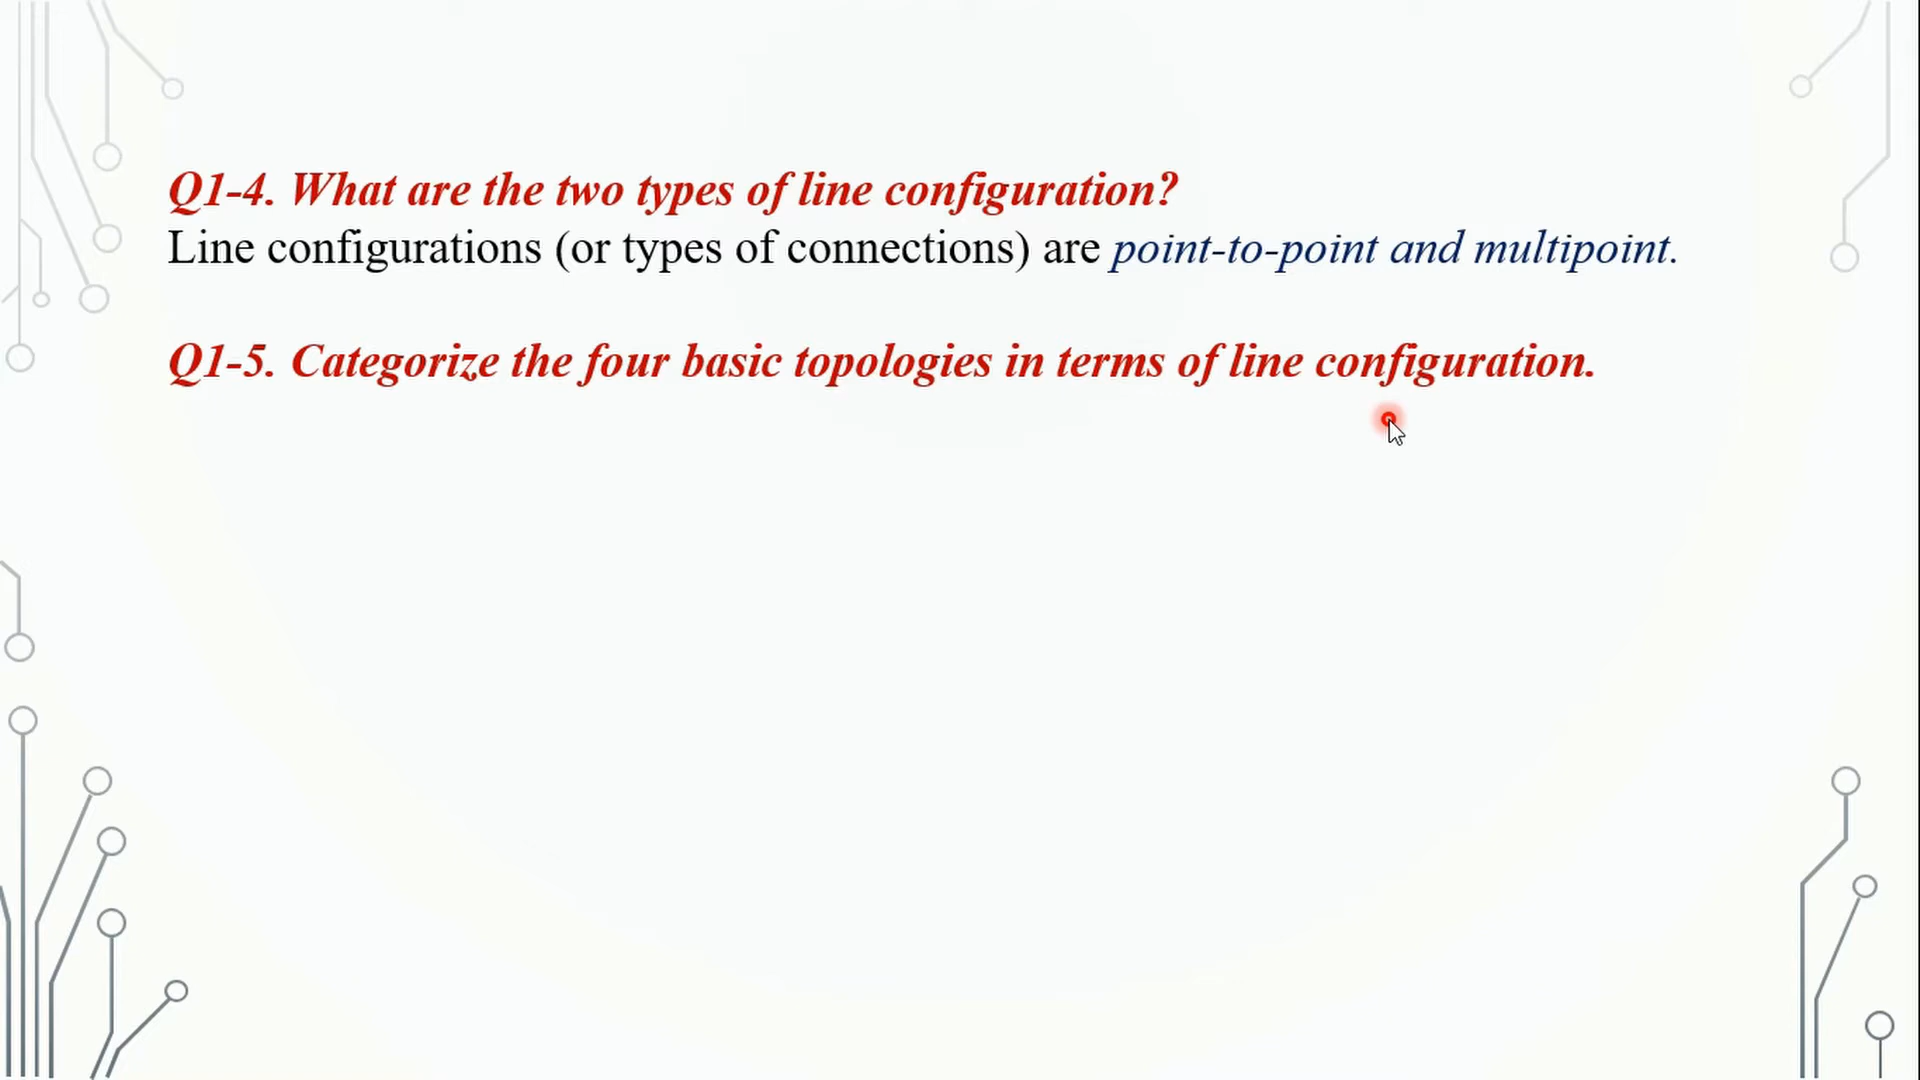 Q1-4. What are the two types of line configuration?
Line configurations (or types of connections) are point-to-point and multipoint.
Q1-5. Categorize the four basic topologies in terms of line configuration.